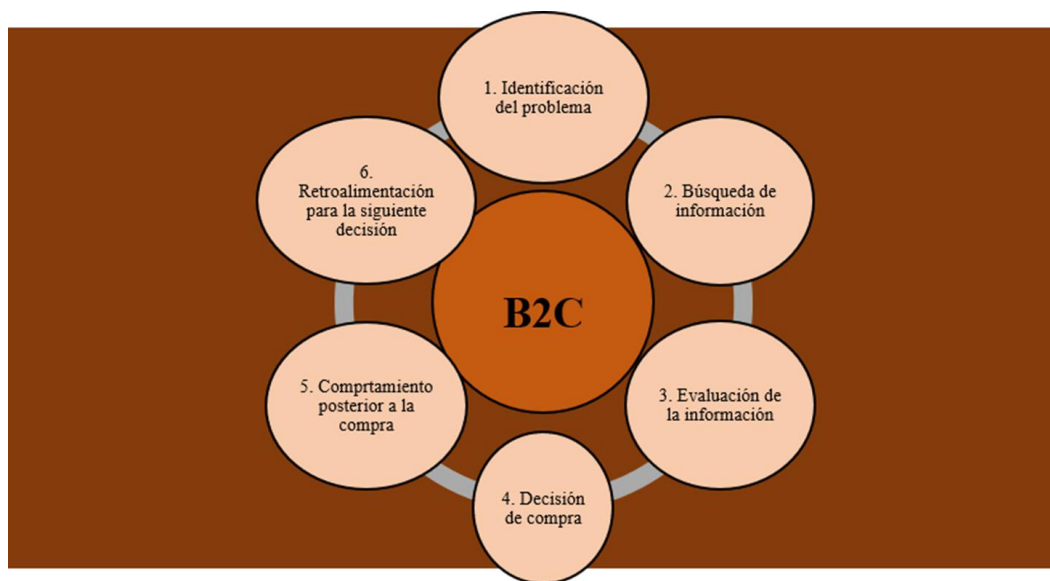 1. Identificación
del problema
2. Búsqueda de
información
3. Evaluación de
la información
4. Decisión
de compra
5. Comprtamiento
posterior a la
compra
6.
Retroalimentación
para la siguiente
decisión
B2C